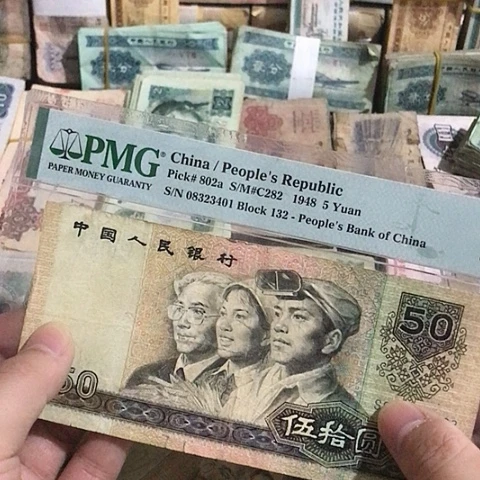 PMG
PAPER MONEY GUARANTY
China / People's Republic
Pick# 802a S/M#C282 1948 5 Yuan
S/N 08323401 Block 132 - People's Bank of China
中国人民银行
50
50
伍拾圆